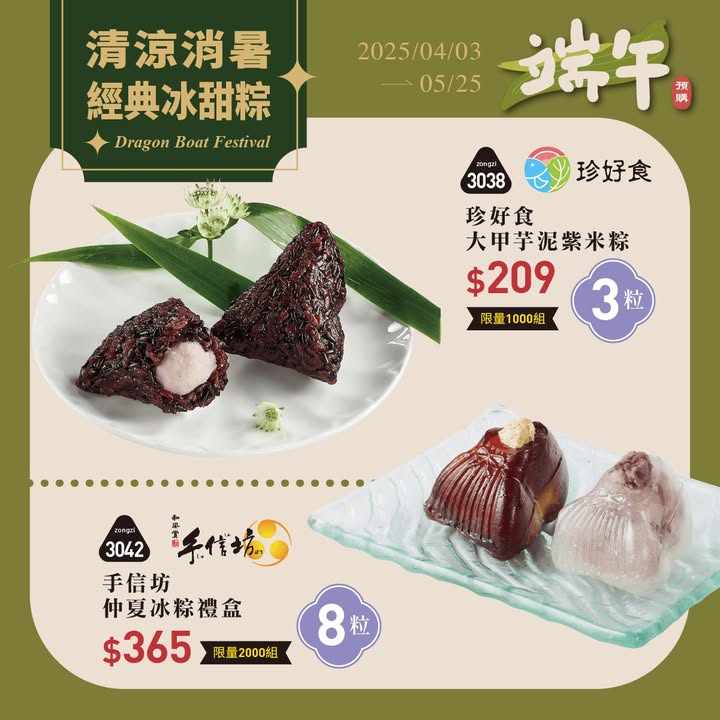 清涼消暑
經典冰甜粽
Dragon Boat Festival
2025/04/03
05/25
端午
預購
zongzi
3038
珍好食
珍好食
大甲芋泥紫米粽
$209
3粒
限量1000組
zongzi
3042
和菓賞
手信坊
手信坊
仲夏冰粽禮盒
$365
限量2000組
8粒